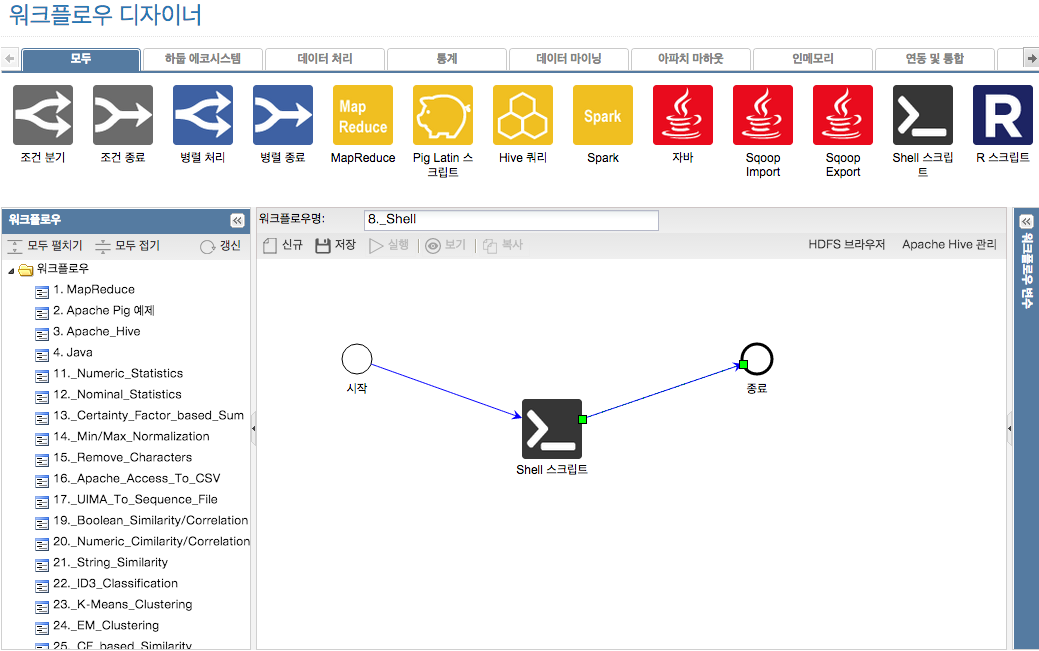 워크플로우 디자이너
모두 하둡 에코시스템 데이터 처리 통계 데이터 마이닝 아파치 마하웃 인메모리 연동 및 통합
Map
Reduce
Spark
R
조건 분기 조건 종료 병렬 처리 병렬 종료 MapReduce Pig Latin 스 Hive 쿼리 Spark 자바 Sqoop Sqoop Shell 스크립 R 스크립트
크립트 Import Export 트
워크플로우
워크플로우명: 8._Shell
모두 펼치기 모두 접기 갱신
신규 저장 실행 보기 복사 HDFS 브라우저 Apache Hive 관리
워크플로우 변수
워크플로우
1. MapReduce
2. Apache Pig 예제
3. Apache_Hive
4. Java
11._Numeric_Statistics
12._Nominal_Statistics
13._Certainty_Factor_based_Sum
14._Min/Max_Normalization
15._Remove_Characters
16._Apache_Access_To_CSV
17._UIMA_To_Sequence_File
19._Boolean_Similarity/Correlation
20._Numeric_Cimilarity/Correlation
21._String_Similarity
22._ID3_Classification
23._K-Means_Clustering
24._EM_Clustering
25._CF_based_Similarity
시작
종료
Shell 스크립트